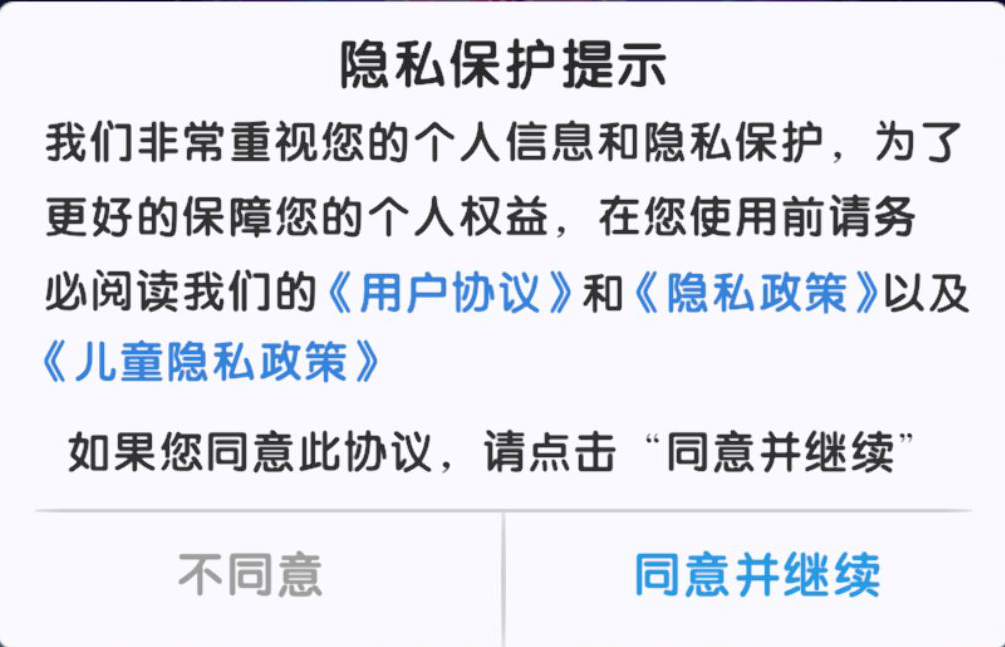 隐私保护提示
我们非常重视您的个人信息和隐私保护，为了
更好的保障您的个人权益，在您使用前请务
必阅读我们的《用户协议》和《隐私政策》以及
《儿童隐私政策》
如果您同意此协议，请点击“同意并继续”
不同意
同意并继续